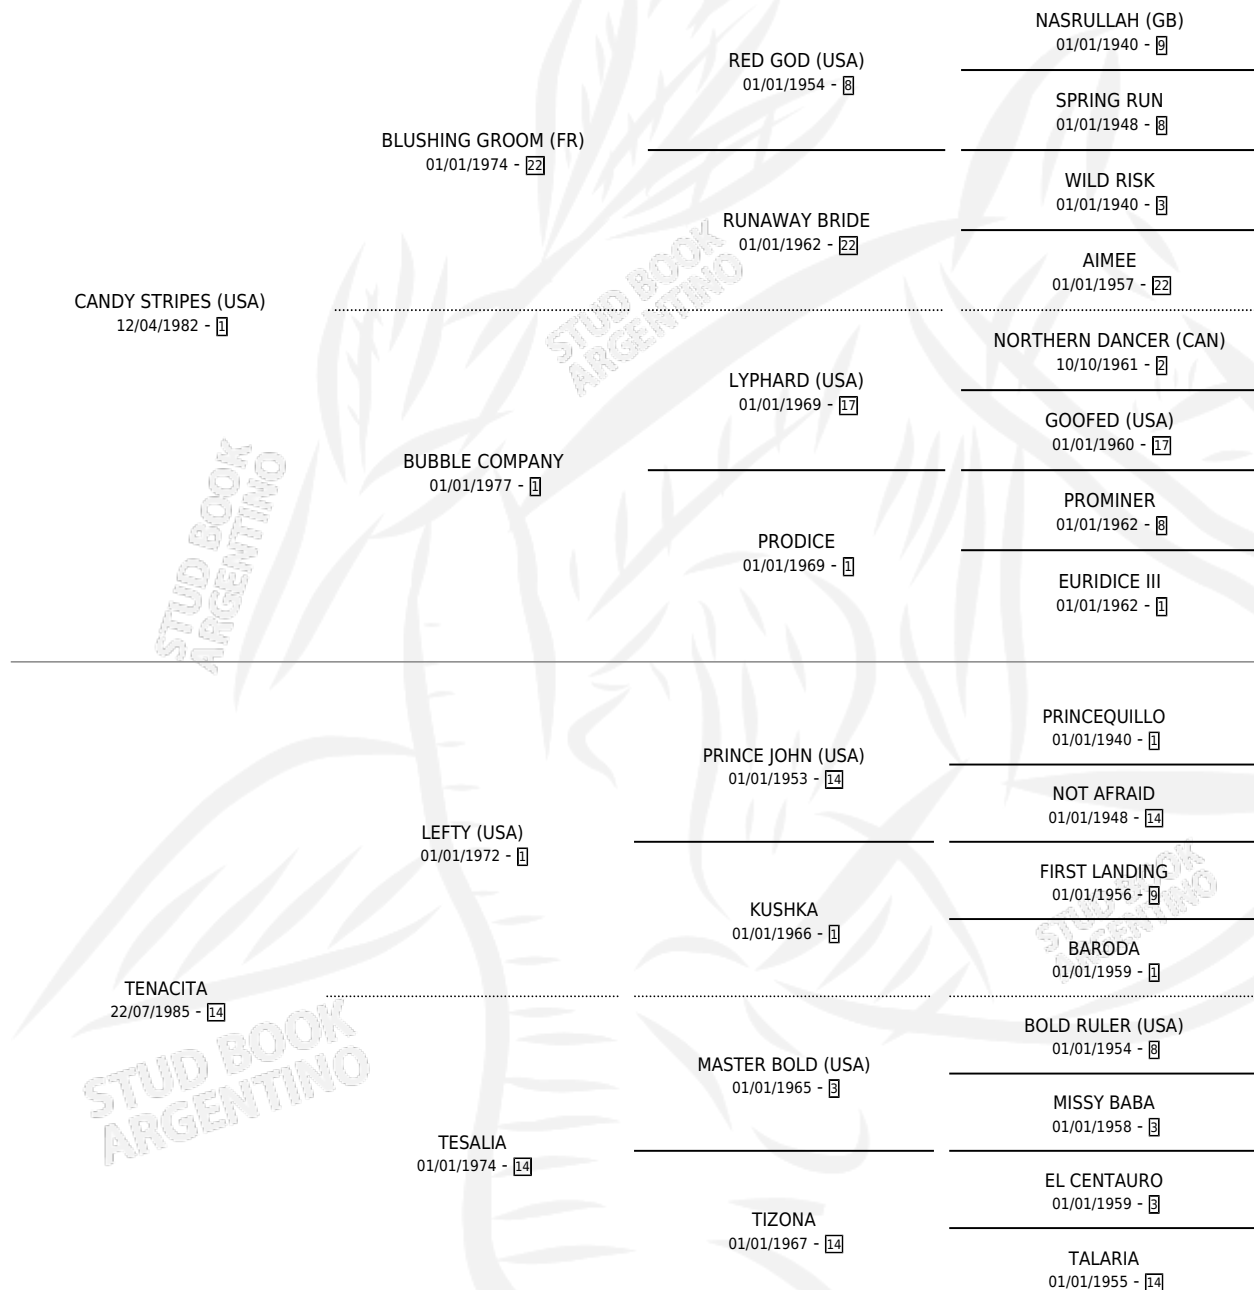 NASRULLAH (GB)
01/01/1940 - 9
RED GOD (USA)
01/01/1954 - 8
SPRING RUN
01/01/1948 - 8
BLUSHING GROOM (FR)
01/01/1974 - 22
WILD RISK
01/01/1940 - 3
RUNAWAY BRIDE
01/01/1962 - 22
AIMEE
01/01/1957 - 22
CANDY STRIPES (USA)
12/04/1982 - 1
NORTHERN DANCER (CAN)
10/10/1961 - 2
LYPHARD (USA)
01/01/1969 - 17
GOOFED (USA)
01/01/1960 - 17
BUBBLE COMPANY
01/01/1977 - 1
PROMINER
01/01/1962 - 8
PRODICE
01/01/1969 - 1
EURIDICE III
01/01/1962 - 1
PRINCEQUILLO
01/01/1940 - 1
PRINCE JOHN (USA)
01/01/1953 - 14
NOT AFRAID
01/01/1948 - 14
LEFTY (USA)
01/01/1972 - 1
FIRST LANDING
01/01/1956 - 9
KUSHKA
01/01/1966 - 1
BARODA
01/01/1959 - 1
TENACITA
22/07/1985 - 14
BOLD RULER (USA)
01/01/1954 - 8
MASTER BOLD (USA)
01/01/1965 - 3
MISSY BABA
01/01/1958 - 3
TESALIA
01/01/1974 - 14
EL CENTAURO
01/01/1959 - 3
TIZONA
01/01/1967 - 14
TALARIA
01/01/1955 - 14
STUD BOOK
ARGENTINO
STUD BOOK
ARGENTINO
STUD BOOK
ARGENTINO
STUD BOOK
ARGENTINO